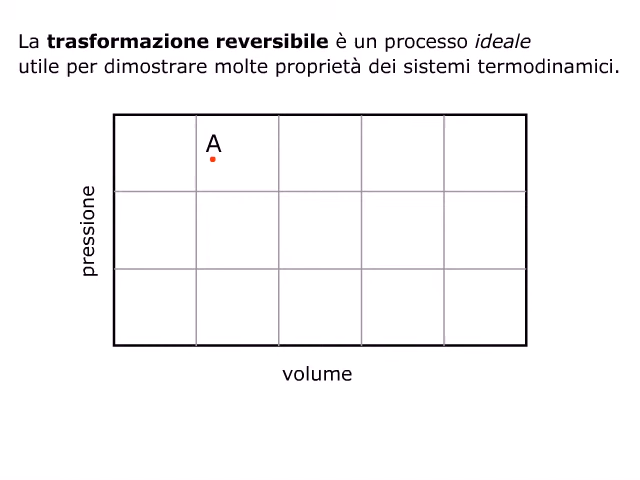 La trasformazione reversibile è un processo ideale
utile per dimostrare molte proprietà dei sistemi termodinamici.
A
pressione
volume